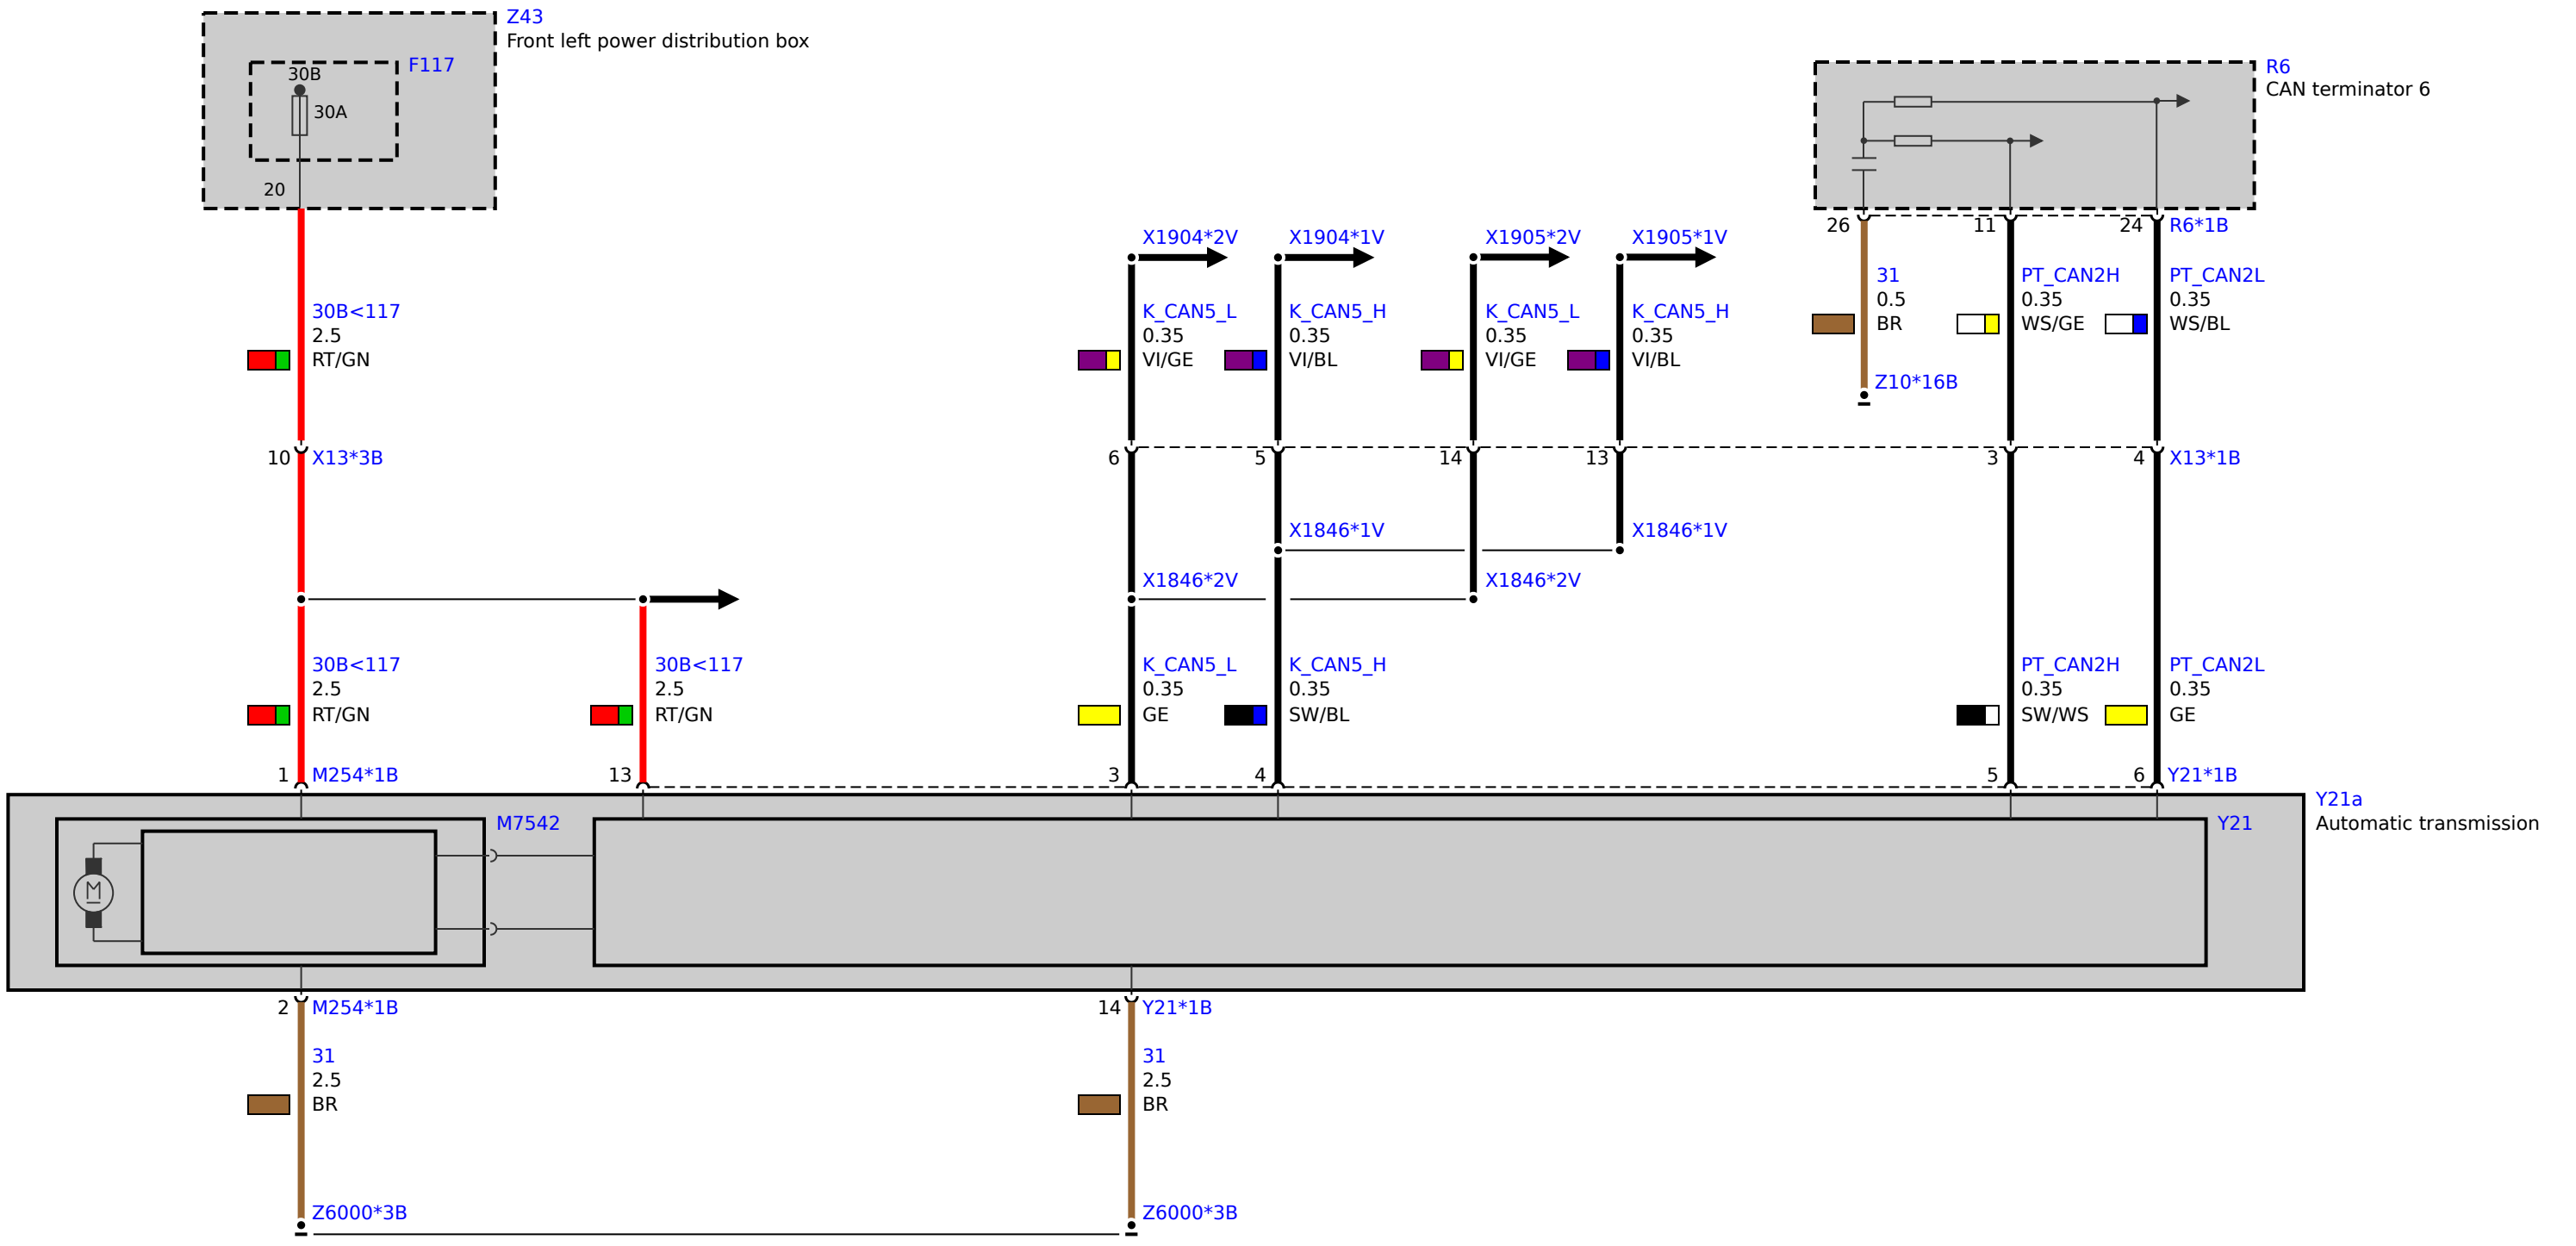 Z43
Front left power distribution box
F117
30B
30A
20
R6
CAN terminator 6
26
11
24
R6*1B
X1904*2V
X1904*1V
X1905*2V
X1905*1V
31
0.5
BR
PT_CAN2H
0.35
WS/GE
PT_CAN2L
0.35
WS/BL
Z10*16B
30B<117
2.5
RT/GN
K_CAN5_L
0.35
VI/GE
K_CAN5_H
0.35
VI/BL
K_CAN5_L
0.35
VI/GE
K_CAN5_H
0.35
VI/BL
10
X13*3B
6
5
14
13
3
4
X13*1B
X1846*1V
X1846*1V
X1846*2V
X1846*2V
30B<117
2.5
RT/GN
30B<117
2.5
RT/GN
K_CAN5_L
0.35
GE
K_CAN5_H
0.35
SW/BL
PT_CAN2H
0.35
SW/WS
PT_CAN2L
0.35
GE
1
M254*1B
13
3
4
5
6
Y21*1B
Y21a
Automatic transmission
M7542
Y21
M
2
M254*1B
14
Y21*1B
31
2.5
BR
31
2.5
BR
Z6000*3B
Z6000*3B